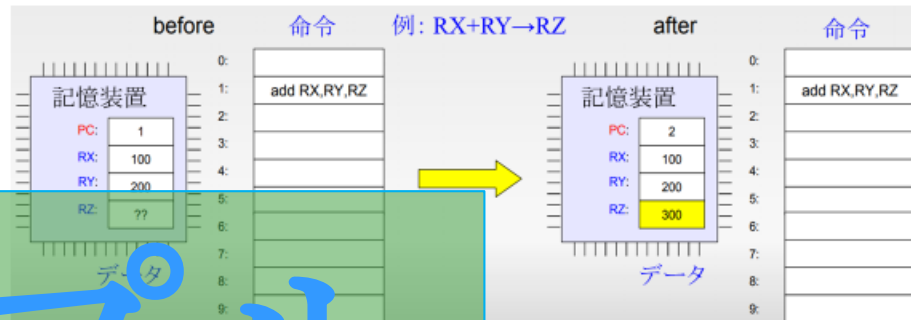 before 命令 例: RX+RY→RZ after 命令
0: 0:
記憶装置 1: add RX,RY,RZ 記憶装置 1: add RX,RY,RZ
2: 2:
PC: 1 PC: 2
3: 3:
RX: 100 RX: 100
4: 4:
RY: 200 RY: 200
5: 5:
RZ: ?? RZ: 300
6: 6:
7: 7:
データ データ
8: 8:
9: 9: